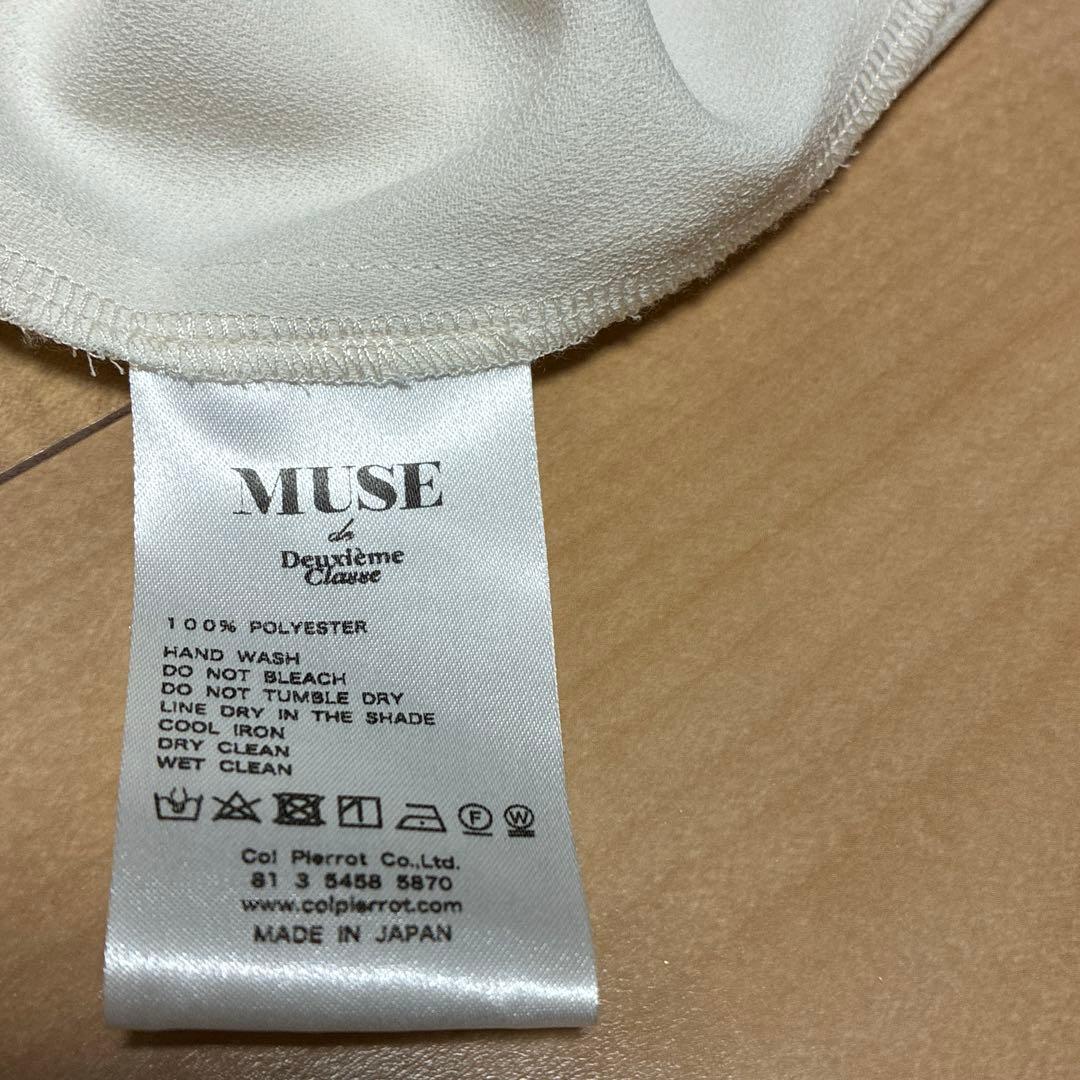 MUSE
de
Deuxième
Classe
100% POLYESTER
HAND WASH
DO NOT BLEACH
DO NOT TUMBLE DRY
LINE DRY IN THE SHADE
COOL IRON
DRY CLEAN
WET CLEAN
F W
Col Pierrot Co.,Ltd.
81 3 5458 5870
www.colpierrot.com
MADE IN JAPAN